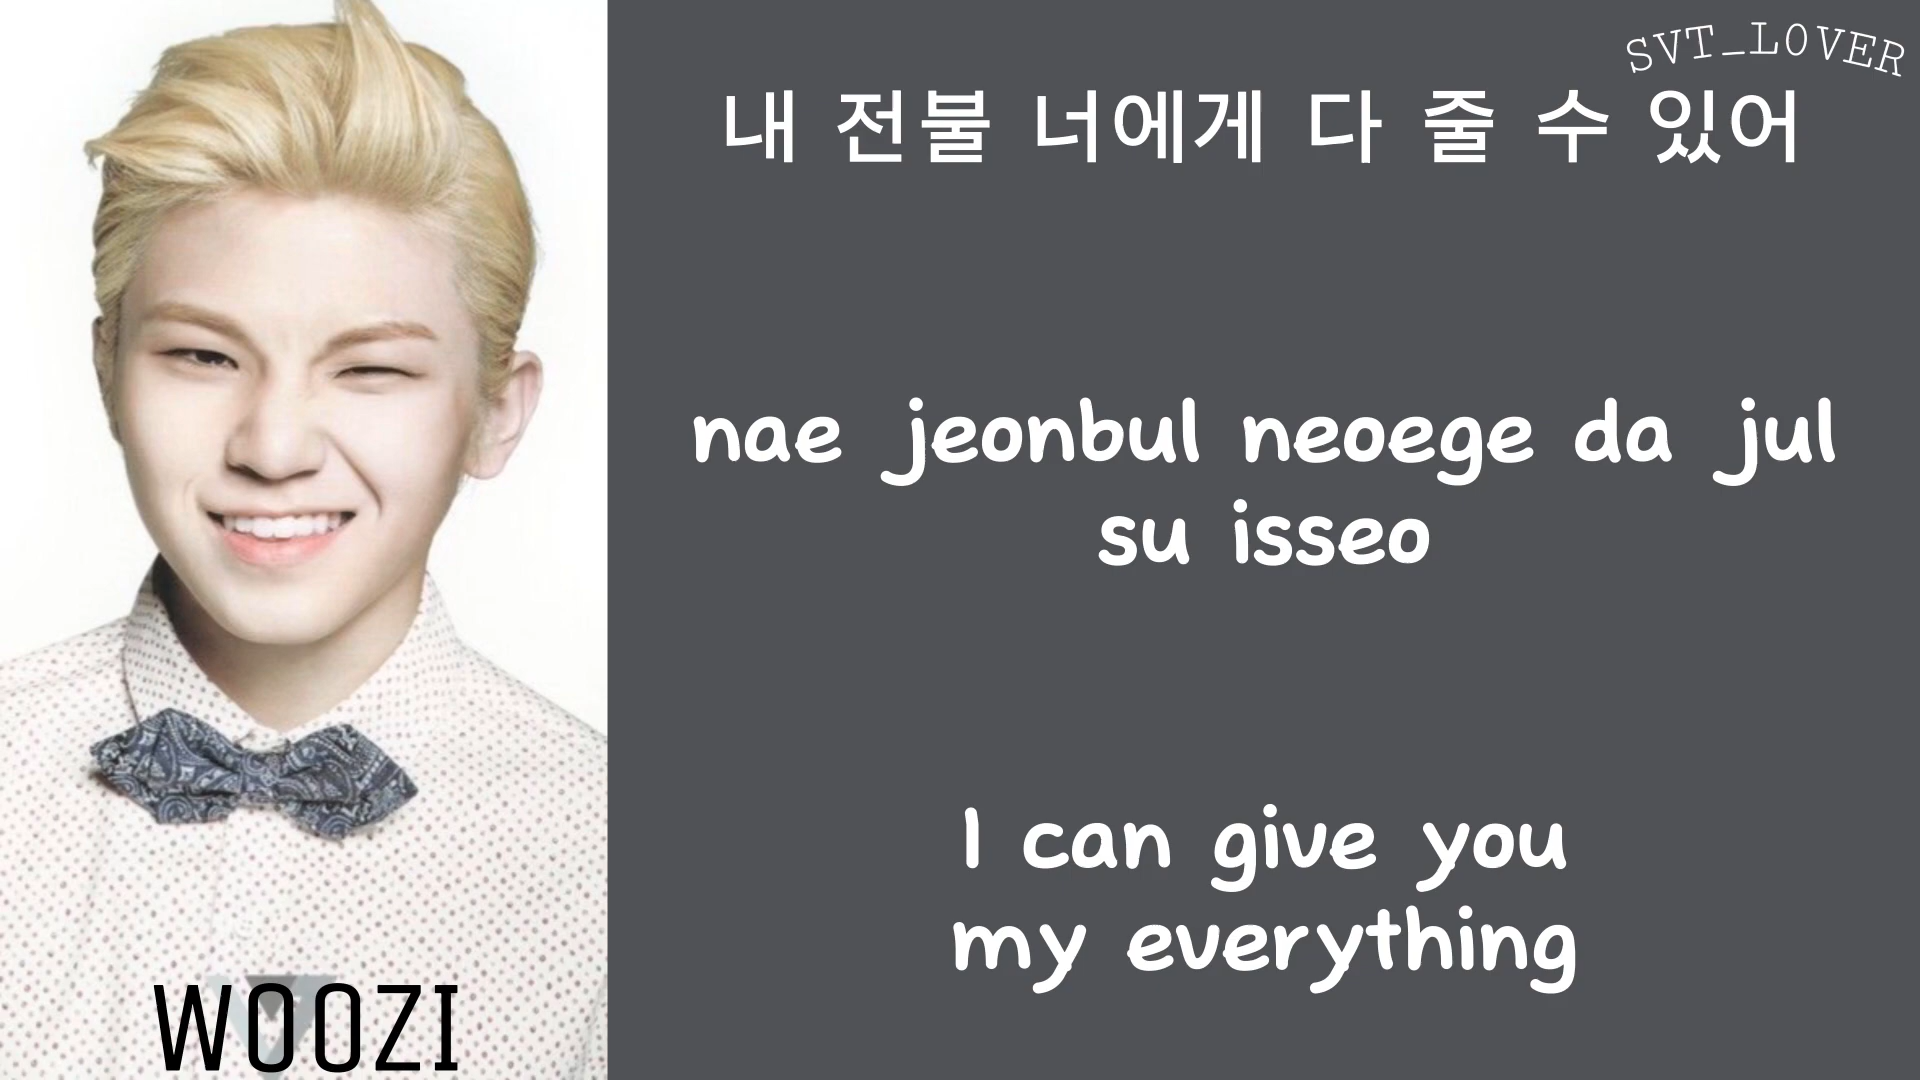 SVT_LOVER
내 전불 너에게 다 줄 수 있어
nae jeonbul neoege da jul
su isseo
I can give you
my everything
WOOZI